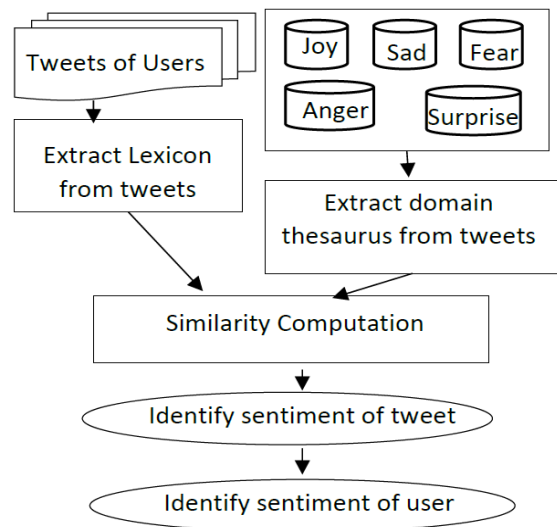 Tweets of Users
Joy
Sad
Fear
Anger
Surprise
Extract Lexicon
from tweets
Extract domain
thesaurus from tweets
Similarity Computation
Identify sentiment of tweet
Identify sentiment of user